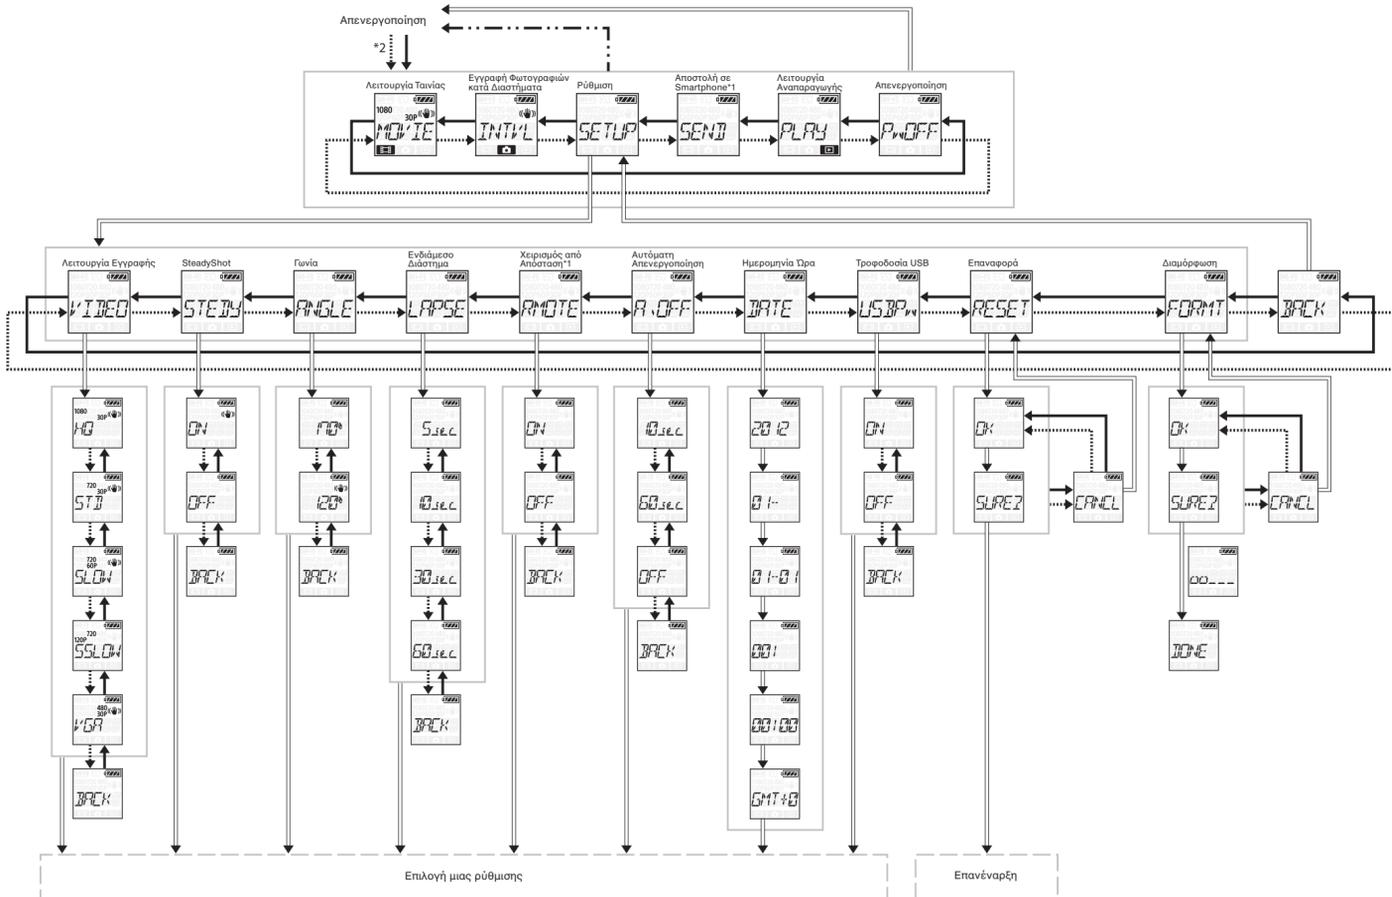 Απενεργοποίηση
*2
Λειτουργία Ταινίας
Εγγραφή Φωτογραφιών
κατά Διαστήματα
Ρύθμιση
Αποστολή σε
Smartphone*1
Λειτουργία
Αναπαραγωγής
Απενεργοποίηση
1080
30P
MOVIE
INTVL
SETUP
SEND
PLAY
PwOFF
Λειτουργία Εγγραφής
SteadyShot
Γωνία
Ενδιάμεσο
Διάστημα
Χειρισμός από
Απόσταση*1
Αυτόματη
Απενεργοποίηση
Ημερομηνία Ώρα
Τροφοδοσία USB
Επαναφορά
Διαμόρφωση
VIDEO
STEDY
ANGLE
LAPSE
RMOTE
A.OFF
DATE
USBPw
RESET
FORMT
BACK
1080
30P
HQ
ON
170°
5sec
ON
10sec
2012
ON
OK
OK
720
30P
STD
OFF
120°
10sec
OFF
60sec
01-
OFF
SURE?
CANCL
SURE?
CANCL
720
60P
SLOW
BACK
BACK
30sec
BACK
OFF
01-01
BACK
720
120P
SSLOW
60sec
BACK
001
DONE
480
30P
VGA
BACK
00:00
BACK
GMT+0
Επιλογή μιας ρύθμισης
Επανέναρξη